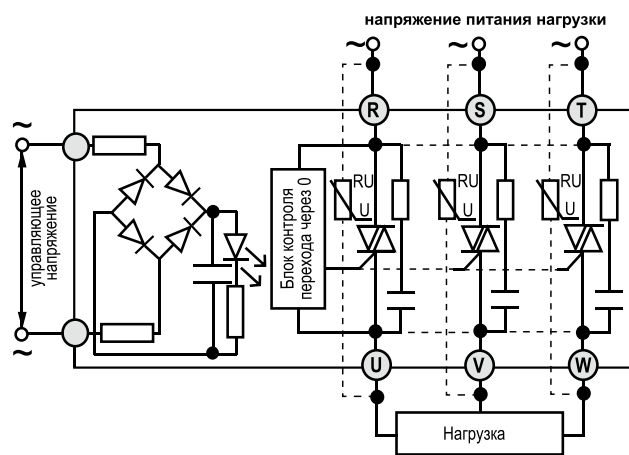 напряжение питания нагрузки
~ ~ ~
R S T
~
управляющее
напряжение
~
Блок контроля
перехода через 0
RU
U
RU
U
RU
U
U V W
Нагрузка